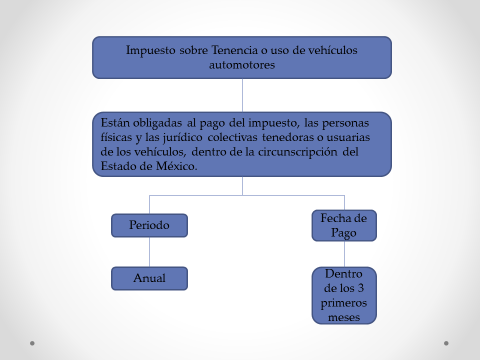 Impuesto sobre Tenencia o uso de vehículos
automotores
Están obligadas al pago del impuesto, las personas
físicas y las jurídico colectivas tenedoras o usuarias
de los vehículos, dentro de la circunscripción del
Estado de México.
Periodo
Fecha de
Pago
Anual
Dentro
de los 3
primeros
meses